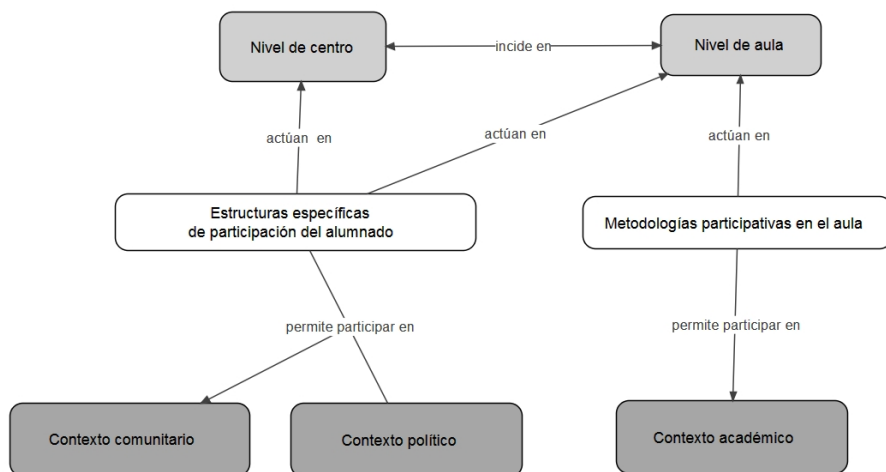 Nivel de centro
incide en
Nivel de aula
actúan en
actúan en
actúan en
Estructuras específicas
de participación del alumnado
Metodologías participativas en el aula
permite participar en
permite participar en
Contexto comunitario
Contexto político
Contexto académico